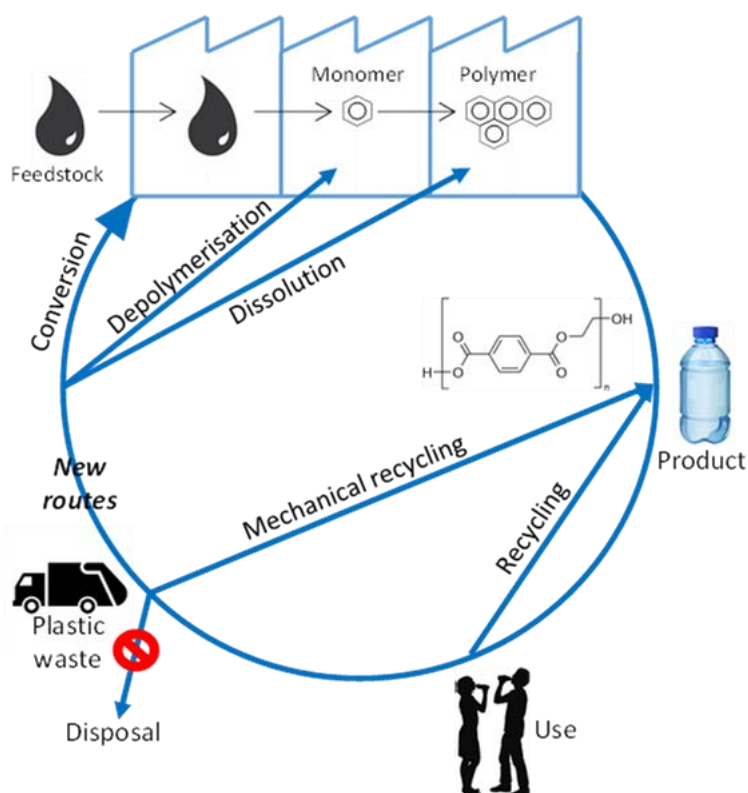 Monomer
Polymer
Feedstock
Conversion
Depolymerisation
Dissolution
OH
O
O
O
O
H
n
Product
New
routes
Mechanical recycling
Recycling
Plastic
waste
Disposal
Use